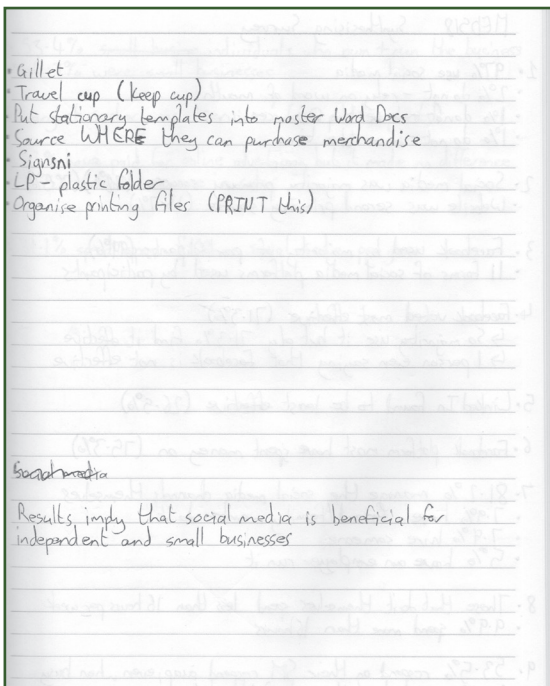 · Gillet
· Travel cup (Keep cup)
· Put stationary templates into master Word Docs
· Source WHERE they can purchase merchandise
· Signsni
· LP - plastic folder
· Organise printing files (PRINT this)
Social media
Results imply that social media is beneficial for
independent and small businesses